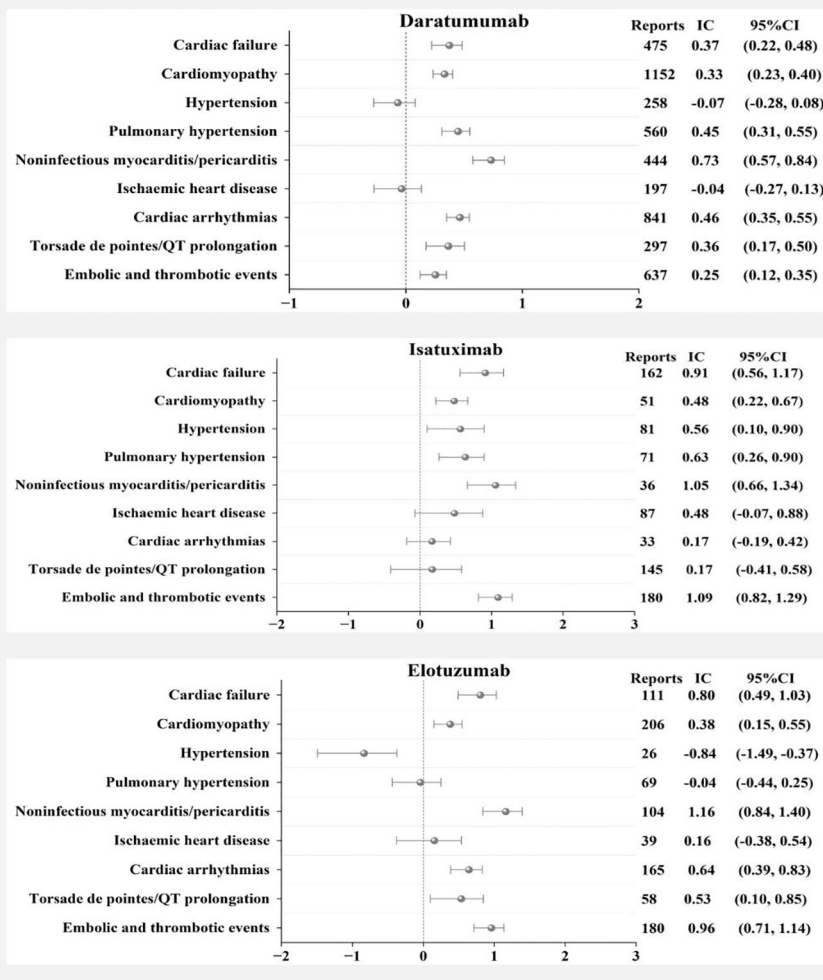 Daratumumab
Reports IC 95%CI
Cardiac failure 475 0.37 (0.22, 0.48)
Cardiomyopathy 1152 0.33 (0.23, 0.40)
Hypertension 258 -0.07 (-0.28, 0.08)
Pulmonary hypertension 560 0.45 (0.31, 0.55)
Noninfectious myocarditis/pericarditis 444 0.73 (0.57, 0.84)
Ischaemic heart disease 197 -0.04 (-0.27, 0.13)
Cardiac arrhythmias 841 0.46 (0.35, 0.55)
Torsade de pointes/QT prolongation 297 0.36 (0.17, 0.50)
Embolic and thrombotic events 637 0.25 (0.12, 0.35)
−1 0 1 2
Isatuximab
Reports IC 95%CI
Cardiac failure 162 0.91 (0.56, 1.17)
Cardiomyopathy 51 0.48 (0.22, 0.67)
Hypertension 81 0.56 (0.10, 0.90)
Pulmonary hypertension 71 0.63 (0.26, 0.90)
Noninfectious myocarditis/pericarditis 36 1.05 (0.66, 1.34)
Ischaemic heart disease 87 0.48 (-0.07, 0.88)
Cardiac arrhythmias 33 0.17 (-0.19, 0.42)
Torsade de pointes/QT prolongation 145 0.17 (-0.41, 0.58)
Embolic and thrombotic events 180 1.09 (0.82, 1.29)
−2 −1 0 1 2 3
Elotuzumab
Reports IC 95%CI
Cardiac failure 111 0.80 (0.49, 1.03)
Cardiomyopathy 206 0.38 (0.15, 0.55)
Hypertension 26 -0.84 (-1.49, -0.37)
Pulmonary hypertension 69 -0.04 (-0.44, 0.25)
Noninfectious myocarditis/pericarditis 104 1.16 (0.84, 1.40)
Ischaemic heart disease 39 0.16 (-0.38, 0.54)
Cardiac arrhythmias 165 0.64 (0.39, 0.83)
Torsade de pointes/QT prolongation 58 0.53 (0.10, 0.85)
Embolic and thrombotic events 180 0.96 (0.71, 1.14)
−2 −1 0 1 2 3